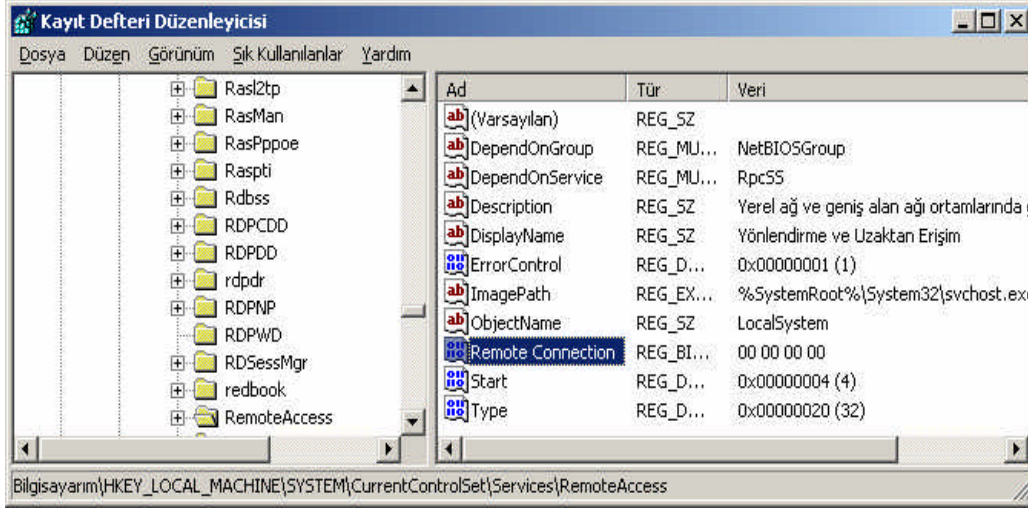 Kayıt Defteri Düzenleyicisi
Dosya Düzen Görünüm Sık Kullanılanlar Yardım
Rasl2tp
RasMan
RasPppoe
Raspti
Rdbss
RDPCDD
RDPDD
rdpdr
RDPNP
RDPWD
RDSessMgr
redbook
RemoteAccess
Ad Tür Veri
(Varsayılan) REG_SZ
DependOnGroup REG_MU... NetBIOSGroup
DependOnService REG_MU... RpcSS
Description REG_SZ Yerel ağ ve geniş alan ağı ortamlarında
DisplayName REG_SZ Yönlendirme ve Uzaktan Erişim
ErrorControl REG_D... 0x00000001 (1)
ImagePath REG_EX... %SystemRoot%\System32\svchost.ex
ObjectName REG_SZ LocalSystem
Remote Connection REG_BI... 00 00 00 00
Start REG_D... 0x00000004 (4)
Type REG_D... 0x00000020 (32)
Bilgisayarım\HKEY_LOCAL_MACHINE\SYSTEM\CurrentControlSet\Services\RemoteAccess